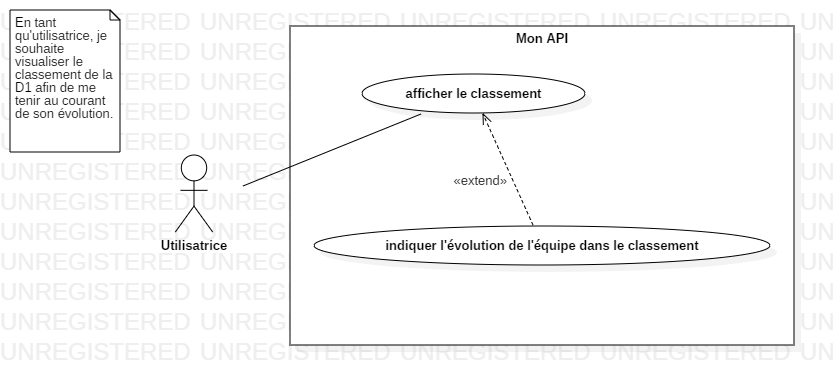 En tant
qu'utilisatrice, je
souhaite
visualiser le
classement de la
D1 afin de me
tenir au courant
de son évolution.
Mon API
afficher le classement
«extend»
Utilisatrice
indiquer l'évolution de l'équipe dans le classement
UNREGISTERED UNREGISTERED UNREGISTERED UNREGISTERED UNREG